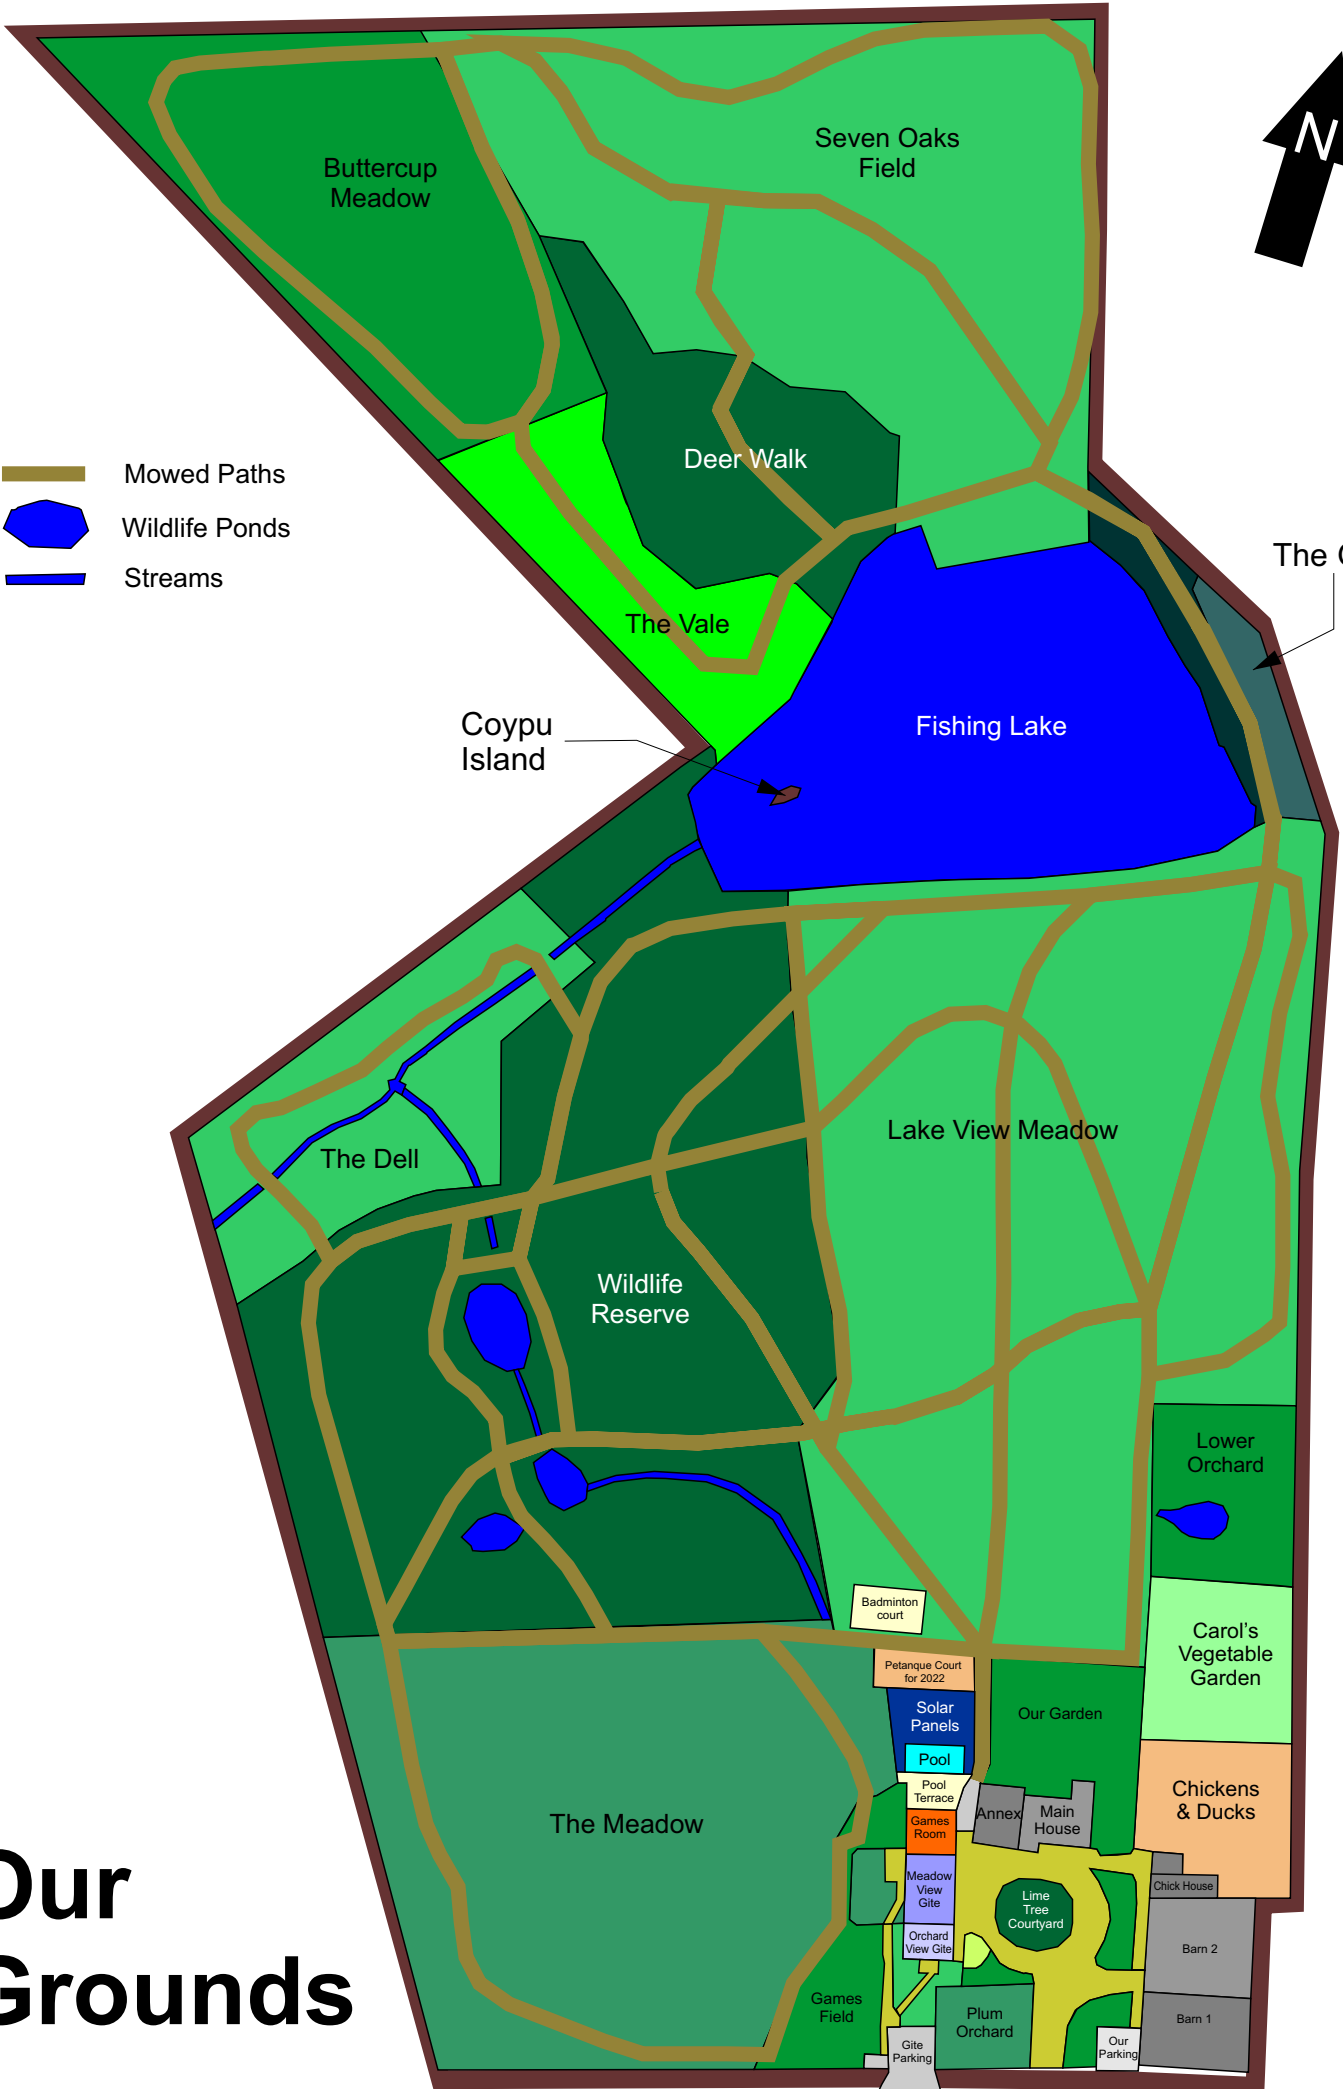 N
Seven Oaks
Field
Buttercup
Meadow
Deer Walk
Mowed Paths
Wildlife Ponds
Streams
The
The Vale
Coypu
Island
Fishing Lake
Lake View Meadow
The Dell
Wildlife
Reserve
Lower
Orchard
Badminton
court
Carol's
Vegetable
Garden
Petanque Court
for 2022
Solar
Panels
Our Garden
Pool
Pool
Terrace
Chickens
& Ducks
Annex
Main
House
Games
Room
The Meadow
Meadow
View
Gite
Chick House
Lime
Tree
Courtyard
Orchard
View Gite
Barn 2
Our
Grounds
Games
Field
Plum
Orchard
Barn 1
Gite
Parking
Our
Parking